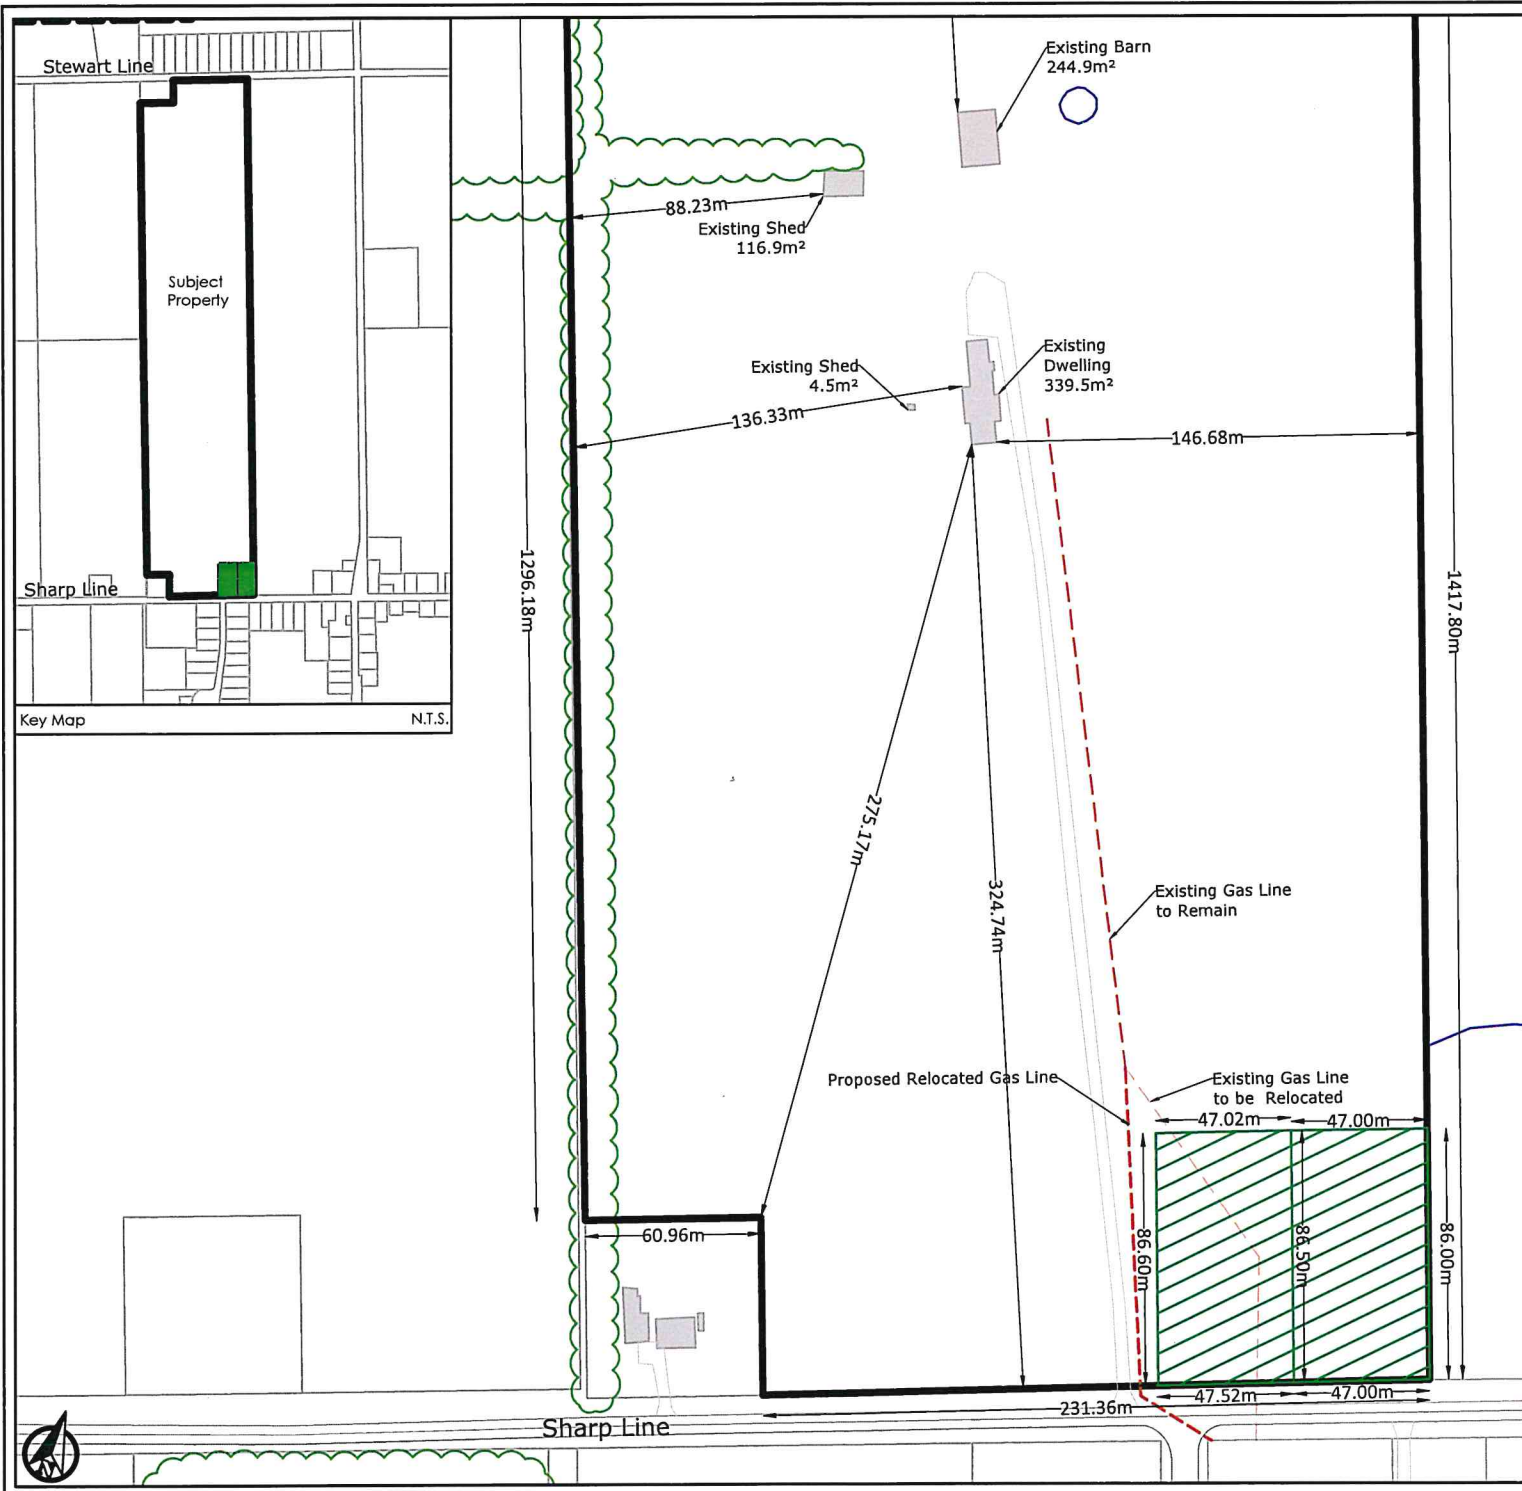 Stewart Line
Subject
Property
Sharp Line
Key Map
N.T.S.
Existing Barn
244.9m²
88.23m
Existing Shed
116.9m²
Existing Shed
4.5m²
Existing
Dwelling
339.5m²
136.33m
146.68m
1296.18m
1417.80m
275.17m
324.74m
Existing Gas Line
to Remain
Proposed Relocated Gas Line
Existing Gas Line
to be Relocated
47.02m
47.00m
60.96m
86.60m
86.50m
86.00m
47.52m
47.00m
231.36m
Sharp Line
N